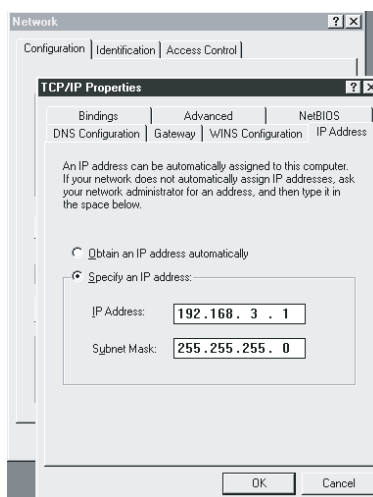 Network ? ×
Configuration Identification Access Control
TCP/IP Properties ? ×
Bindings Advanced NetBIOS
DNS Configuration Gateway WINS Configuration IP Address
An IP address can be automatically assigned to this computer.
If your network does not automatically assign IP addresses, ask
your network administrator for an address, and then type it in
the space below.
Obtain an IP address automatically
Specify an IP address:
IP Address: 192.168. 3 . 1
Subnet Mask: 255.255.255. 0
OK Cancel